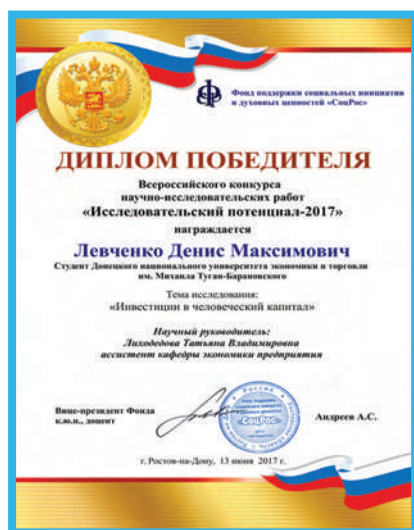 Фонд поддержки социальных инициатив
и духовных ценностей «СоцРос»
ДИПЛОМ ПОБЕДИТЕЛЯ
Всероссийского конкурса
научно-исследовательских работ
«Исследовательский потенциал-2017»
награждается
Левченко Денис Максимович
Студент Донецкого национального университета экономики и торговли
им. Михаила Туган-Барановского
Тема исследования:
«Инвестиции в человеческий капитал»
Научный руководитель:
Лиходедова Татьяна Владимировна
ассистент кафедры экономики предприятия
Вице-президент Фонда
к.ю.н., доцент
Россия
«СоцРос»
Андреев А.С.
г. Ростов-на-Дону, 13 июня 2017 г.